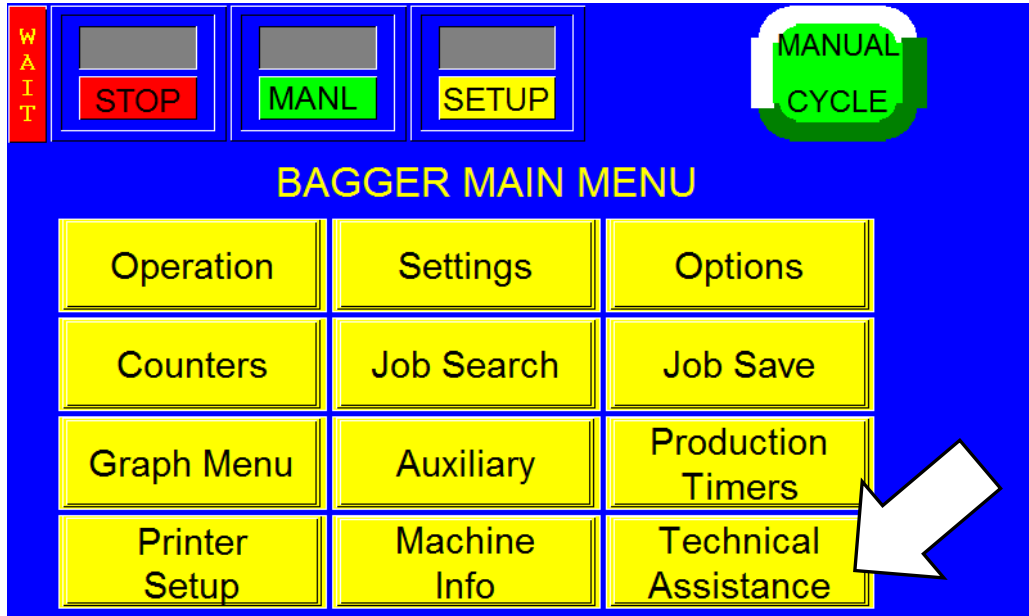 WAIT
STOP
MANL
SETUP
MANUAL
CYCLE
BAGGER MAIN MENU
Operation
Settings
Options
Counters
Job Search
Job Save
Graph Menu
Auxiliary
Production
Timers
Printer
Setup
Machine
Info
Technical
Assistance